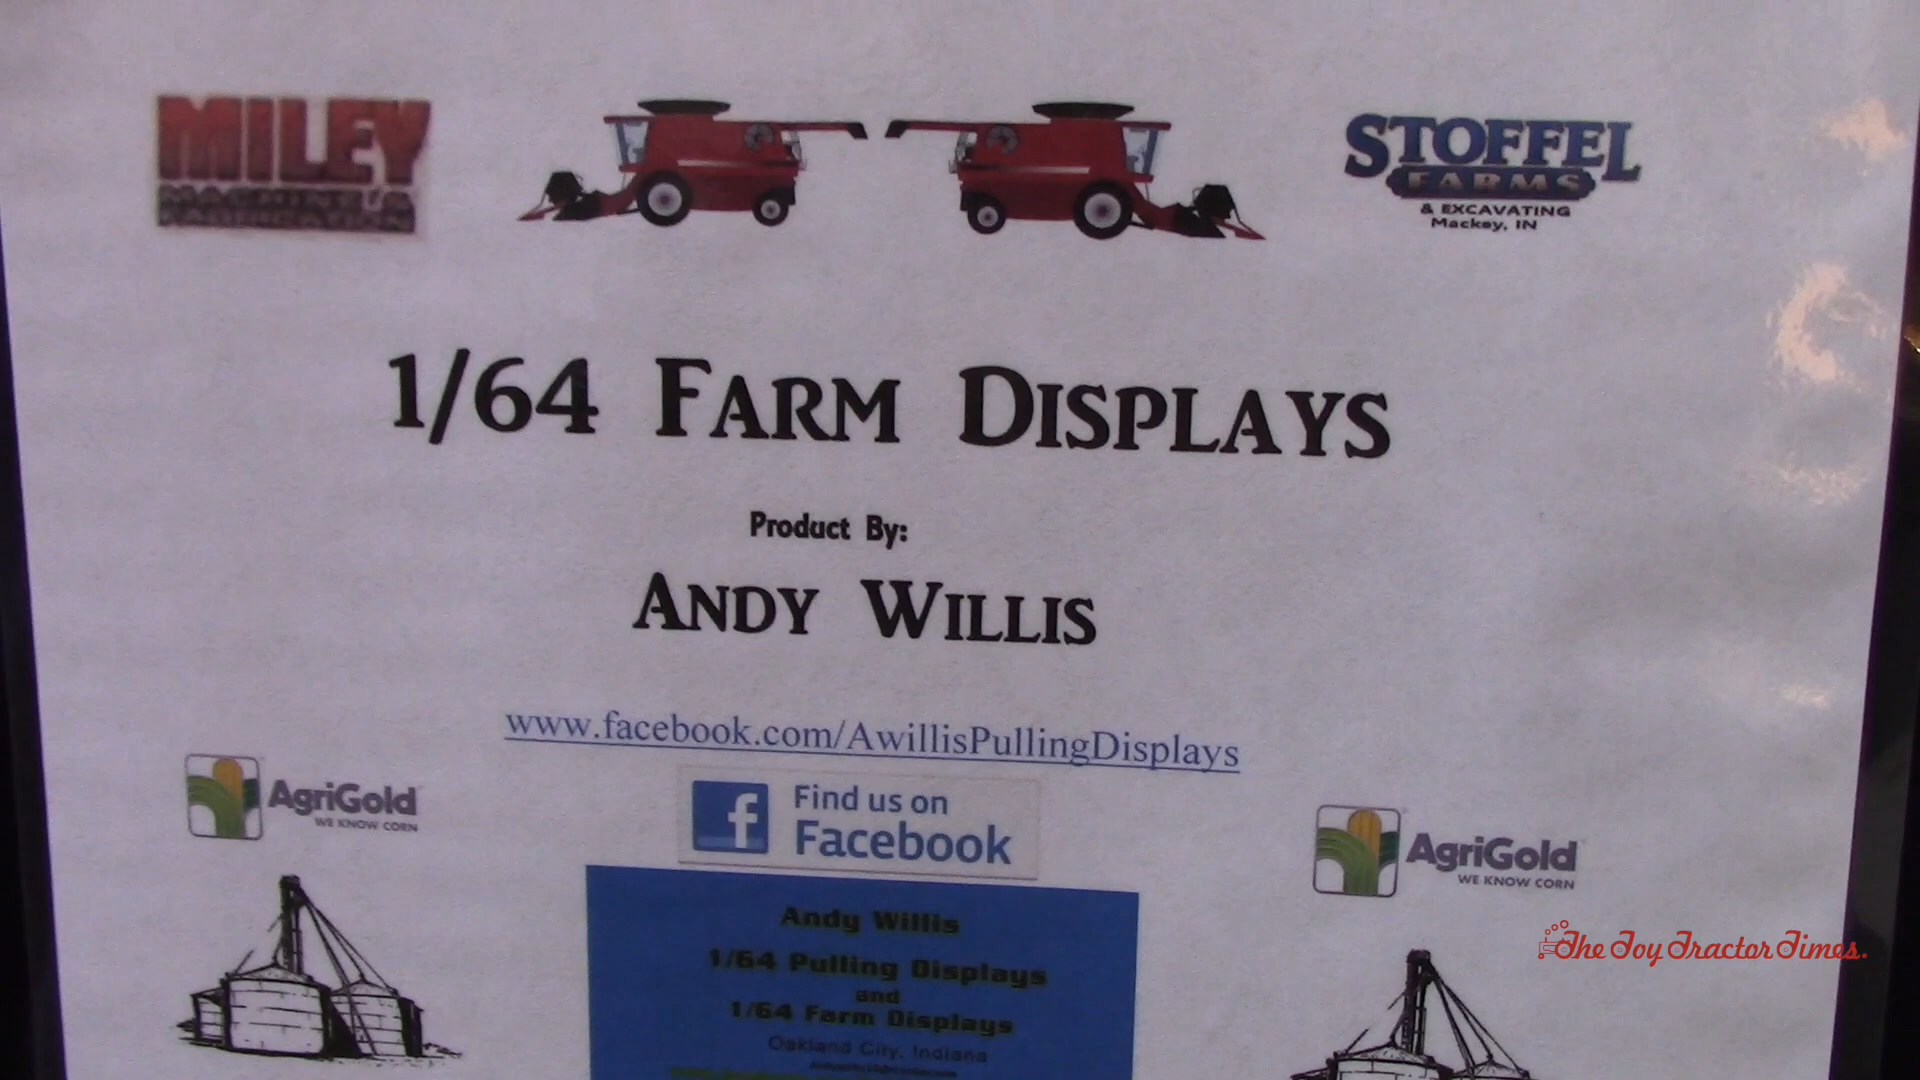 MILEY
MACHINE &
FABRICATION
STOFFEL
FARMS
& EXCAVATING
Mackey, IN
1/64 FARM DISPLAYS
Product By:
ANDY WILLIS
www.facebook.com/AwillisPullingDisplays
AgriGold
WE KNOW CORN
f Find us on
Facebook
AgriGold
WE KNOW CORN
Andy Willis
1/64 Pulling Displays
and
1/64 Farm Displays
Oakland City, Indiana
The Toy Tractor Times.